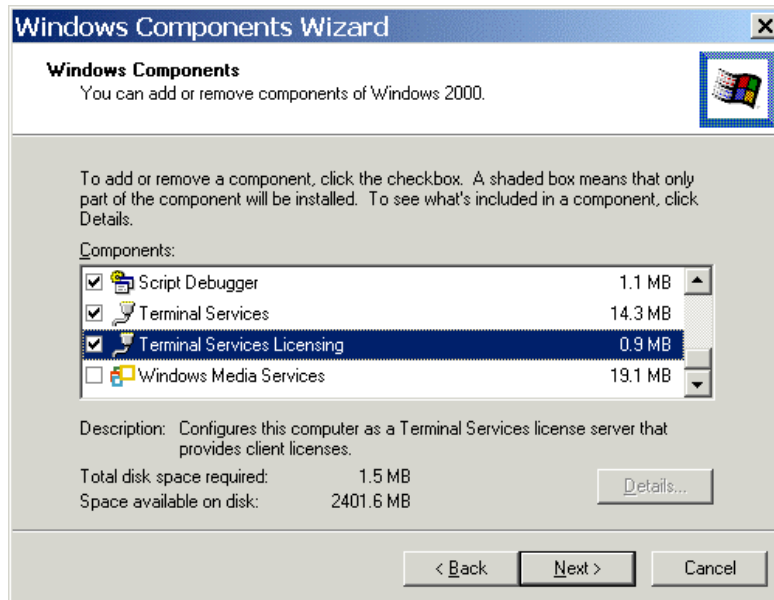 Windows Components Wizard
Windows Components
You can add or remove components of Windows 2000.
To add or remove a component, click the checkbox. A shaded box means that only
part of the component will be installed. To see what's included in a component, click
Details.
Components:
Script Debugger 1.1 MB
Terminal Services 14.3 MB
Terminal Services Licensing 0.9 MB
Windows Media Services 19.1 MB
Description: Configures this computer as a Terminal Services license server that
provides client licenses.
Total disk space required: 1.5 MB
Space available on disk: 2401.6 MB
Details...
< Back Next > Cancel